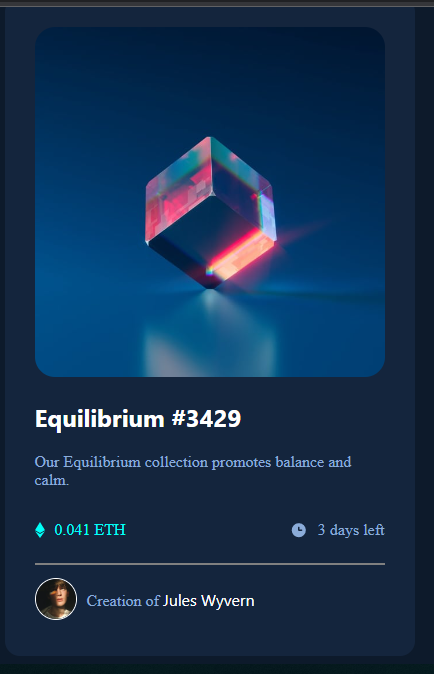 Equilibrium #3429
Our Equilibrium collection promotes balance and
calm.
0.041 ETH
3 days left
Creation of Jules Wyvern